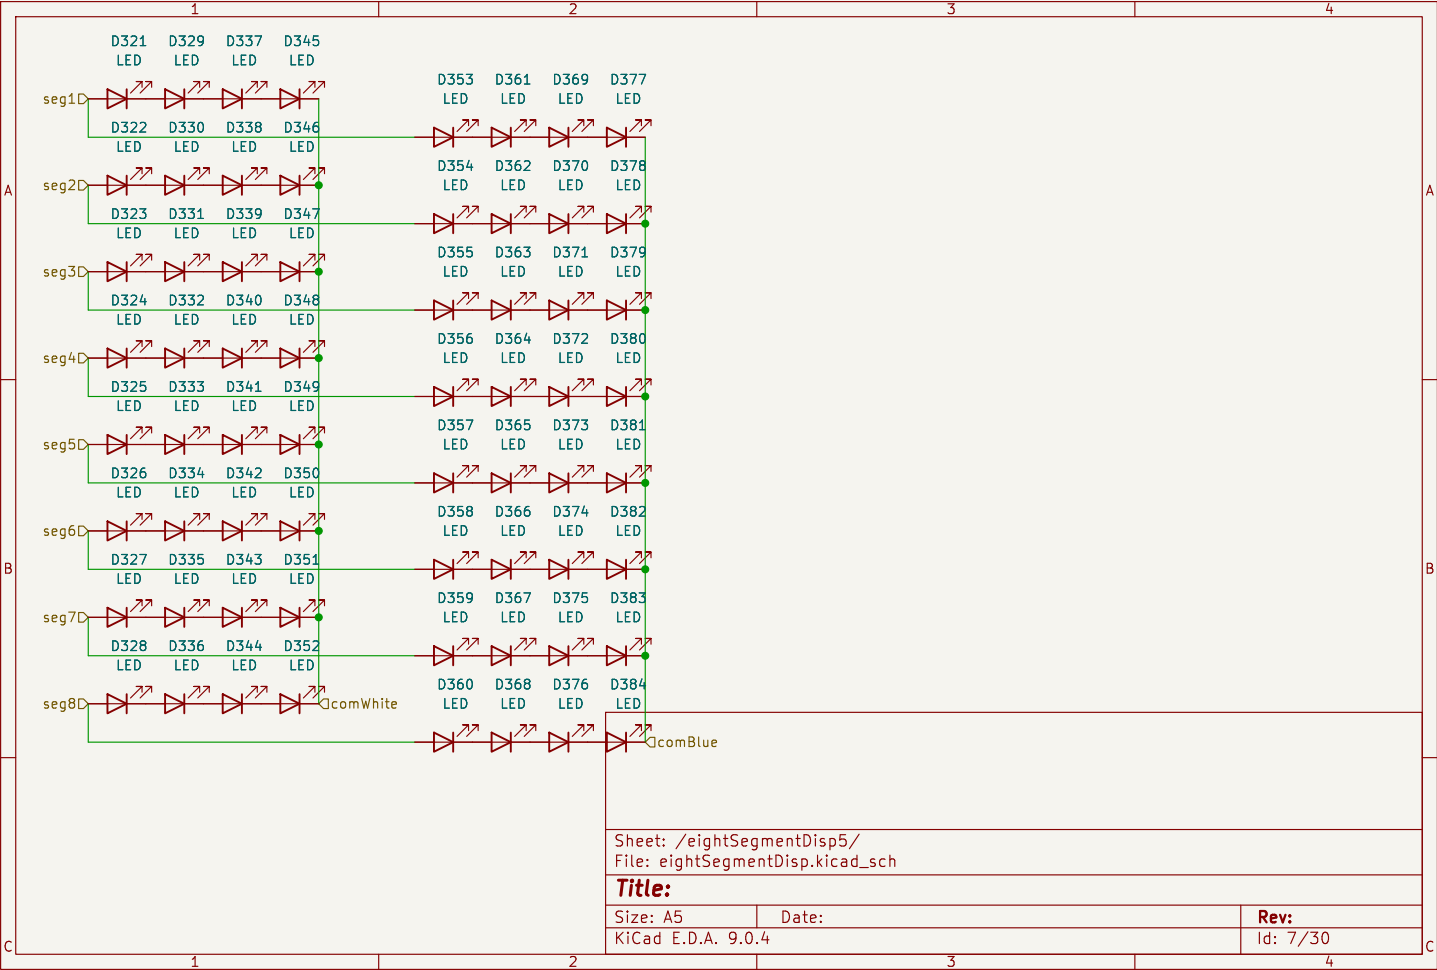 1 2 3 4
D321 D329 D337 D345
LED LED LED LED
D353 D361 D369 D377
seg1 LED LED LED LED
D322 D330 D338 D346
LED LED LED LED
D354 D362 D370 D378
seg2 LED LED LED LED
A A
D323 D331 D339 D347
LED LED LED LED
D355 D363 D371 D379
seg3 LED LED LED LED
D324 D332 D340 D348
LED LED LED LED
D356 D364 D372 D380
seg4 LED LED LED LED
D325 D333 D341 D349
LED LED LED LED
D357 D365 D373 D381
seg5 LED LED LED LED
D326 D334 D342 D350
LED LED LED LED
D358 D366 D374 D382
seg6 LED LED LED LED
D327 D335 D343 D351
B B
LED LED LED LED
D359 D367 D375 D383
seg7 LED LED LED LED
D328 D336 D344 D352
LED LED LED LED
D360 D368 D376 D384
seg8 comWhite LED LED LED LED
comBlue
Sheet: /eightSegmentDisp5/
File: eightSegmentDisp.kicad_sch
Title:
Size: A5 Date: Rev:
KiCad E.D.A. 9.0.4 Id: 7/30
C C
1 2 3 4